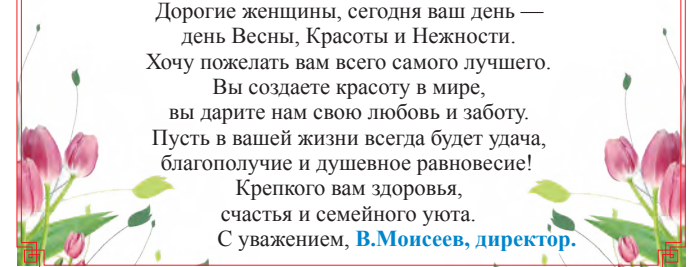 Дорогие женщины, сегодня ваш день —
день Весны, Красоты и Нежности.
Хочу пожелать вам всего самого лучшего.
Вы создаете красоту в мире,
вы дарите нам свою любовь и заботу.
Пусть в вашей жизни всегда будет удача,
благополучие и душевное равновесие!
Крепкого вам здоровья,
счастья и семейного уюта.
С уважением, В.Моисеев, директор.